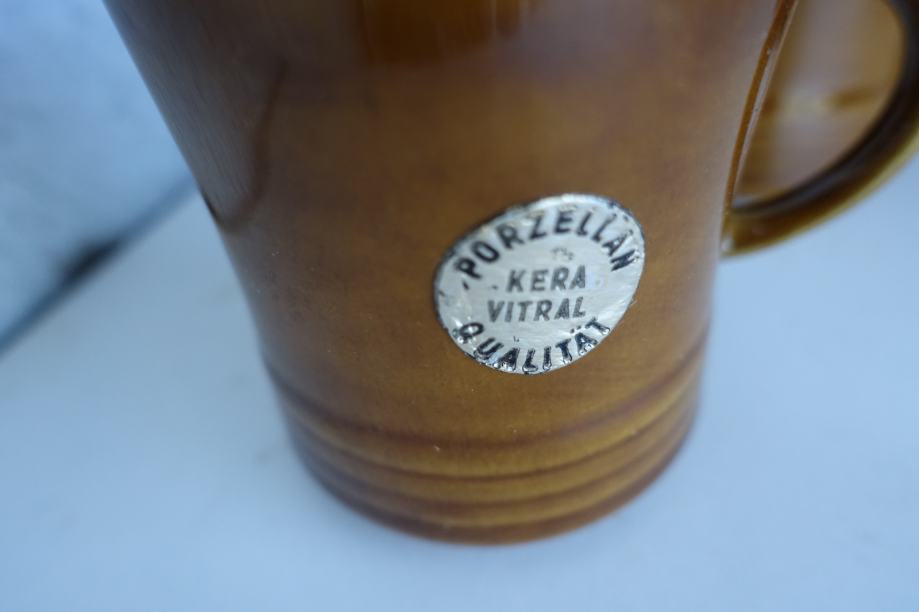 PORZELLAN
KERA
VITRAL
QUALITÄT